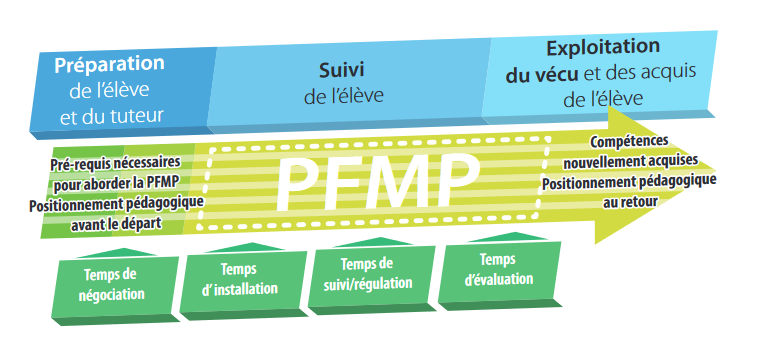 Préparation
de l'élève
et du tuteur
Suivi
de l'élève
Exploitation
du vécu et des acquis
de l'élève
Pré-requis nécessaires
pour aborder la PFMP
Positionnement pédagogique
avant le départ
PFMP
Compétences
nouvellement acquises
Positionnement pédagogique
au retour
Temps de
négociation
Temps
d'installation
Temps de
suivi/régulation
Temps
d'évaluation